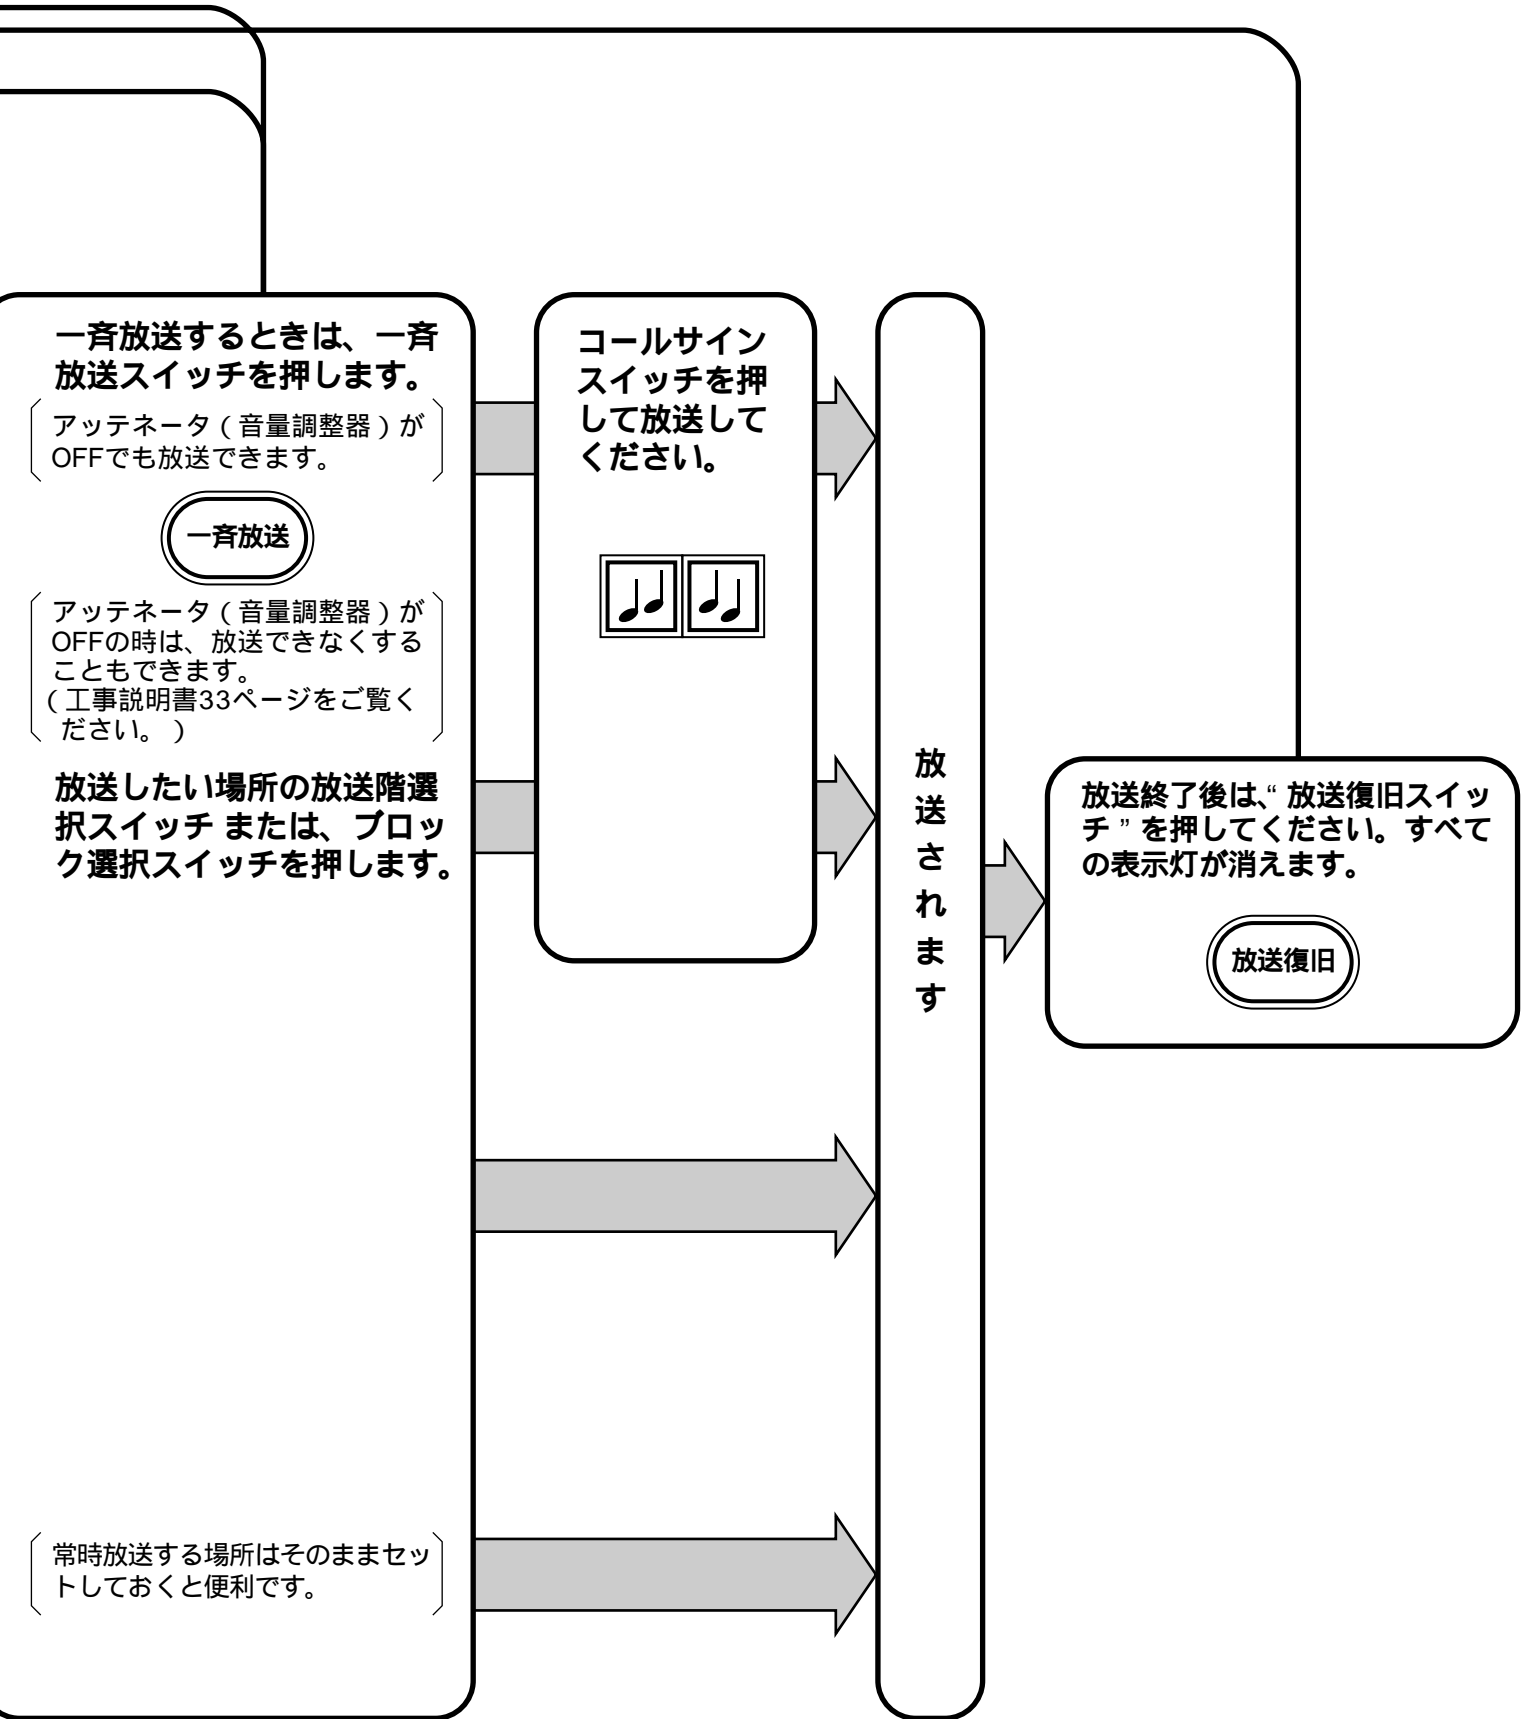 一斉放送するときは、一斉
放送スイッチを押します。
アッテネータ（音量調整器）が
OFFでも放送できます。
一斉放送
アッテネータ（音量調整器）が
OFFの時は、放送できなくする
こともできます。
（工事説明書33ページをご覧く
ださい。）
放送したい場所の放送階選
択スイッチ または、ブロッ
ク選択スイッチを押します。
常時放送する場所はそのままセッ
トしておくと便利です。
コールサイン
スイッチを押
して放送して
ください。
放送されます
放送終了後は、“放送復旧スイッ
チ”を押してください。すべて
の表示灯が消えます。
放送復旧